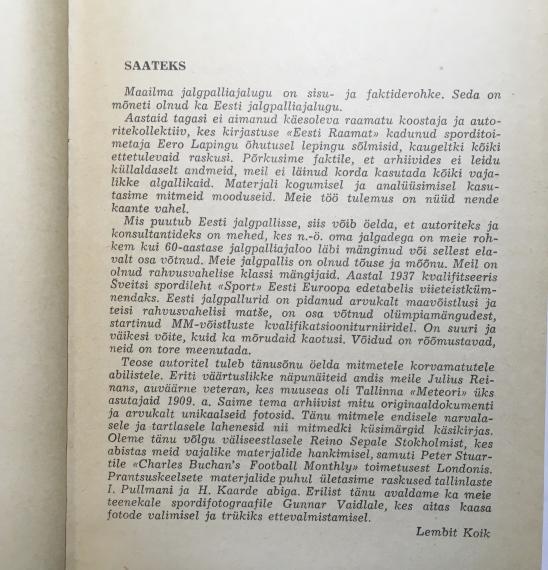 SAATEKS
Maailma jalgpalliajalugu on sisu- ja faktiderohke. Seda on
mõneti olnud ka Eesti jalgpalliajalugu.
Aastaid tagasi ei aimanud käesoleva raamatu koostaja ja auto-
ritekollektiiv, kes kirjastuse «Eesti Raamat» kadunud sporditoi-
metaja Eero Lapingu õhutusel lepingu sõlmisid, kaugeltki kõiki
ettetulevaid raskusi. Põrkusime faktile, et arhiivides ei leidu
küllaldaselt andmeid, meil ei läinud korda kasutada kõiki vaja-
likke algallikaid. Materjali kogumisel ja analüüsimisel kasu-
tasime mitmeid mooduseid. Meie töö tulemus on nüüd nende
kaante vahel.
Mis puutub Eesti jalgpallisse, siis võib öelda, et autoriteks ja
konsultantideks on mehed, kes n.-ö. oma jalgadega on meie roh-
kem kui 60-aastase jalgpalliajaloo läbi mänginud või sellest ela-
valt osa võtnud. Meie jalgpallis on olnud tõuse ja mõõnu. Meil on
olnud rahvusvahelise klassi mängijaid. Aastal 1937 kvalifitseeris
Šveitsi spordileht «Sport» Eesti Euroopa edetabelis viieteistküm-
nendaks. Eesti jalgpallurid on pidanud arvukalt maavõistlusi ja
teisi rahvusvahelisi matše, on osa võtnud olümpiamängudest,
startinud MM-võistluste kvalifikatsiooniturniiridel. On suuri ja
väikesi võite, kuid ka mõrudaid kaotusi. Võidud on rõõmustavad,
neid on tore meenutada.
Teose autoritel tuleb tänusõnu öelda mitmetele korvamatutele
abilistele. Eriti väärtuslikke näpunäiteid andis meile Julius Rei-
nans, auväärne veteran, kes muuseas oli Tallinna «Meteori» üks
asutajaid 1909. a. Saime tema arhiivist mitu originaaldokumenti
ja arvukalt unikaalseid fotosid. Tänu mitmele endisele narvala-
sele ja tartlasele lahenesid nii mitmedki küsimärgid käsikirjas.
Oleme tänu võlgu väliseestlasele Reino Sepale Stokholmist, kes
abistas meid vajalike materjalide hankimisel, samuti Peter Stuar-
tile «Charles Buchan's Football Monthly» toimetusest Londonis.
Prantsuskeelsete materjalide puhul ületasime raskused tallinlaste
I. Pullmani ja H. Kaarde abiga. Erilist tänu avaldame ka meie
teenekale spordifotograafile Gunnar Vaidlale, kes aitas kaasa
fotode valimisel ja trükiks ettevalmistamisel.
Lembit Koik